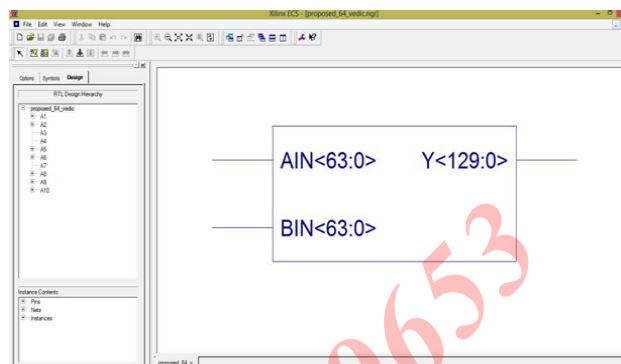 Xilinx ECS - [proposed_64_vedic.ngr]
File Edit View Window Help
Options Symbols Design
RTL Design Hierarchy
proposed_64_vedic
A1
A2
A3
A4
A5
A6
A7
A8
A9
A10
AIN<63:0> Y<129:0>
BIN<63:0>
0653
Instance Contents
Pins
Nets
Instances
proposed_64_v